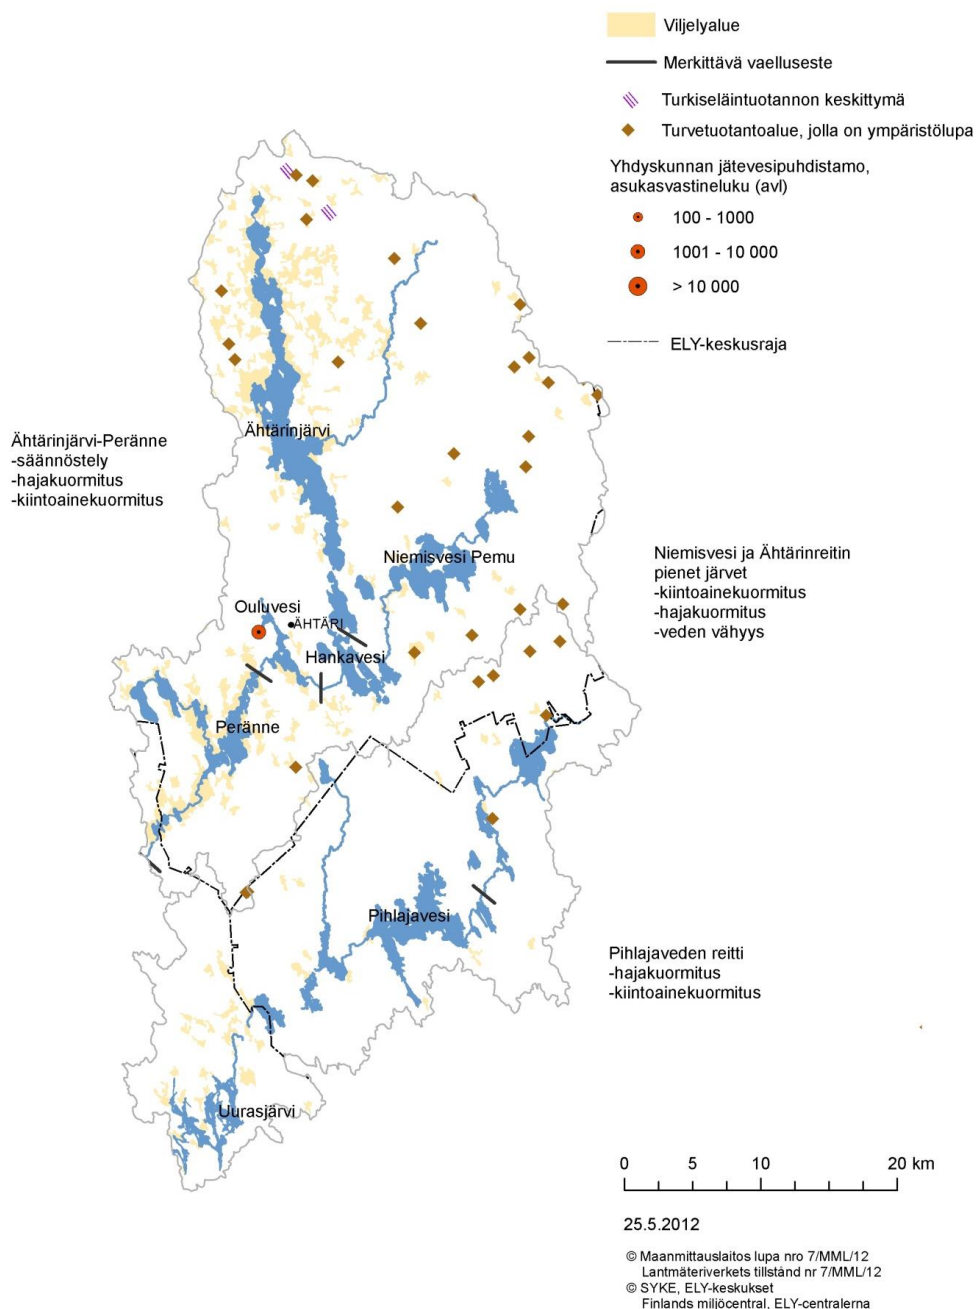 Viljelyalue
Merkittävä vaelluseste
Turkiseläintuotannon keskittymä
Turvetuotantoalue, jolla on ympäristölupa
Yhdyskunnan jätevesipuhdistamo,
asukasvastineluku (avl)
100 - 1000
1001 - 10 000
> 10 000
ELY-keskusraja
Ähtärinjärvi
Ähtärinjärvi-Peränne
-säännöstely
-hajakuormitus
-kiintoainekuormitus
Niemisvesi Pemu
Niemisvesi ja Ähtärinreitin
pienet järvet
-kiintoainekuormitus
-hajakuormitus
-veden vähyys
Ouluvesi
ÄHTÄRI
Hankavesi
Peränne
Pihlajavesi
Pihlajaveden reitti
-hajakuormitus
-kiintoainekuormitus
Uurasjärvi
0 5 10 20 km
25.5.2012
© Maanmittauslaitos lupa nro 7/MML/12
Lantmäteriverkets tillstånd nr 7/MML/12
© SYKE, ELY-keskukset
Finlands miljöcentral, ELY-centralerna